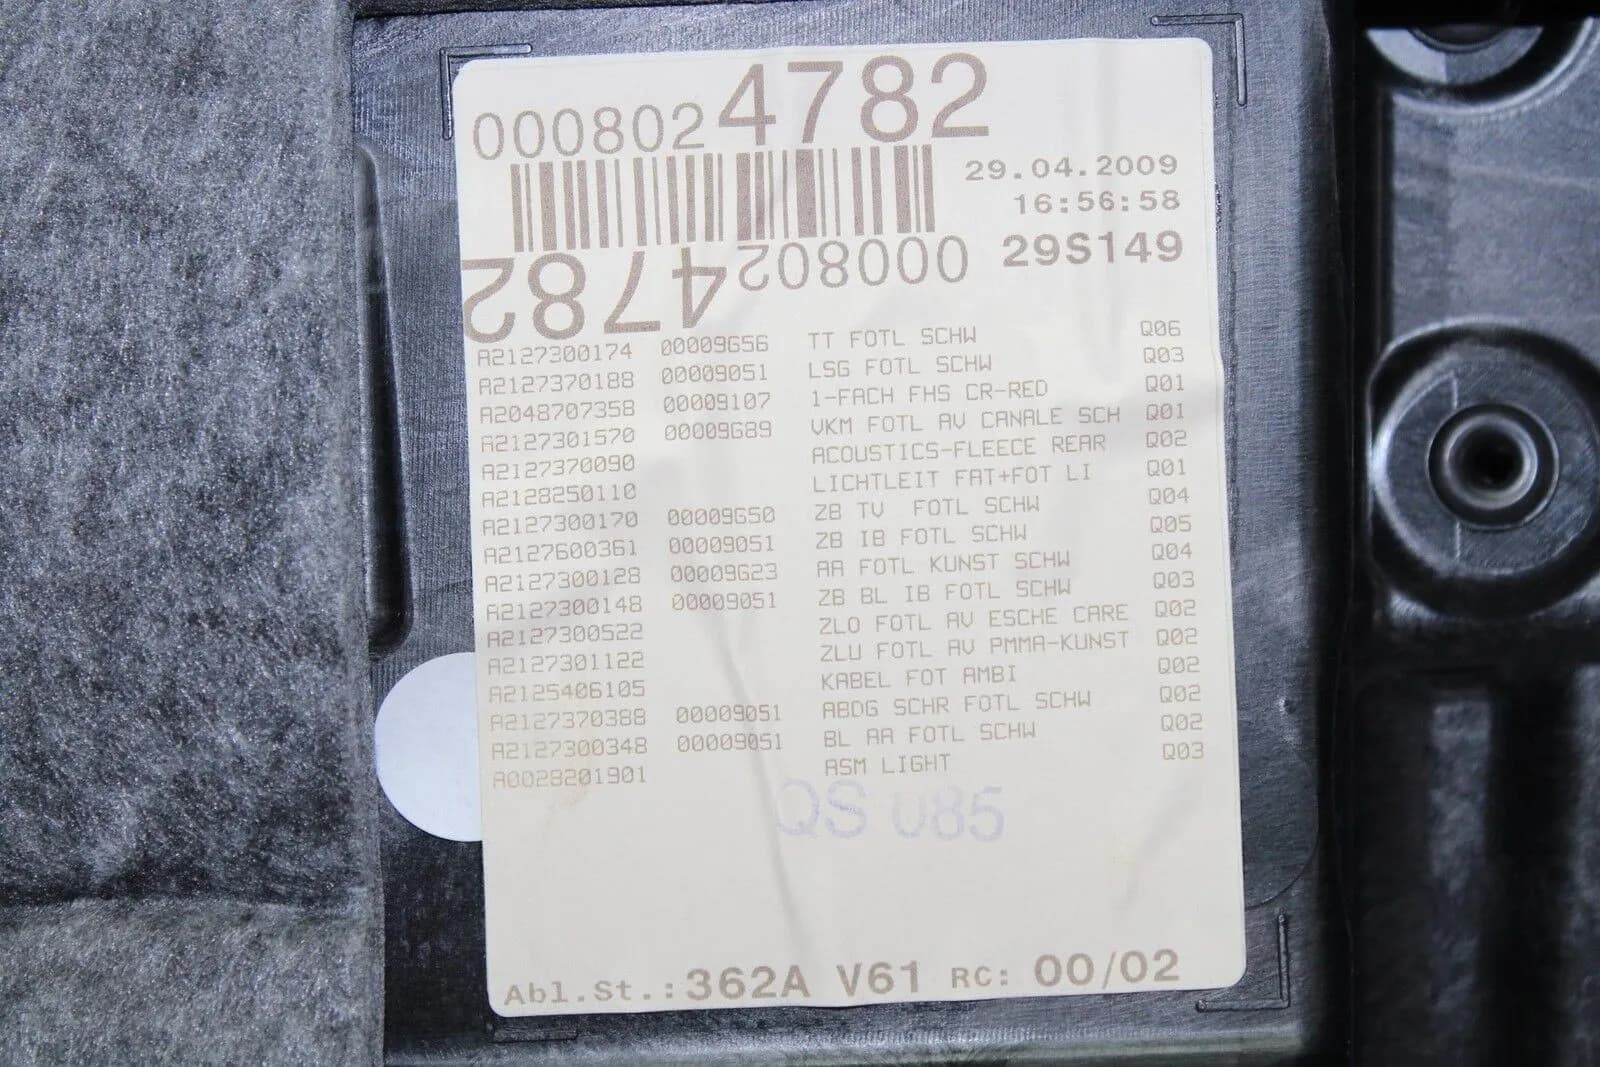 0008024782
29.04.2009
16:56:58
0008024782
29S149
A2127300174 00009656 TT FOTL SCHW Q06
A2127370188 00009051 LSG FOTL SCHW Q03
A2048707358 00009107 1-FACH FHS CR-RED Q01
A2127301570 00009689 VKM FOTL AV CANALE SCH Q01
A2127370090 ACOUSTICS-FLEECE REAR Q02
A2128250110 LICHTLEIT FAT+FOT LI Q01
A2127300170 00009650 ZB TV FOTL SCHW Q04
A2127600361 00009051 ZB IB FOTL SCHW Q05
A2127300128 00009623 AA FOTL KUNST SCHW Q04
A2127300148 00009051 ZB BL IB FOTL SCHW Q03
A2127300522 ZLO FOTL AV ESCHE CARE Q02
A2127301122 ZLU FOTL AV PMMA-KUNST Q02
A2125406105 KABEL FOT AMBI Q02
A2127370388 00009051 ABDG SCHR FOTL SCHW Q02
A2127300348 00009051 BL AA FOTL SCHW Q02
A0028201901 ASM LIGHT Q03
QS 085
Abl.St.:362A V61 RC: 00/02